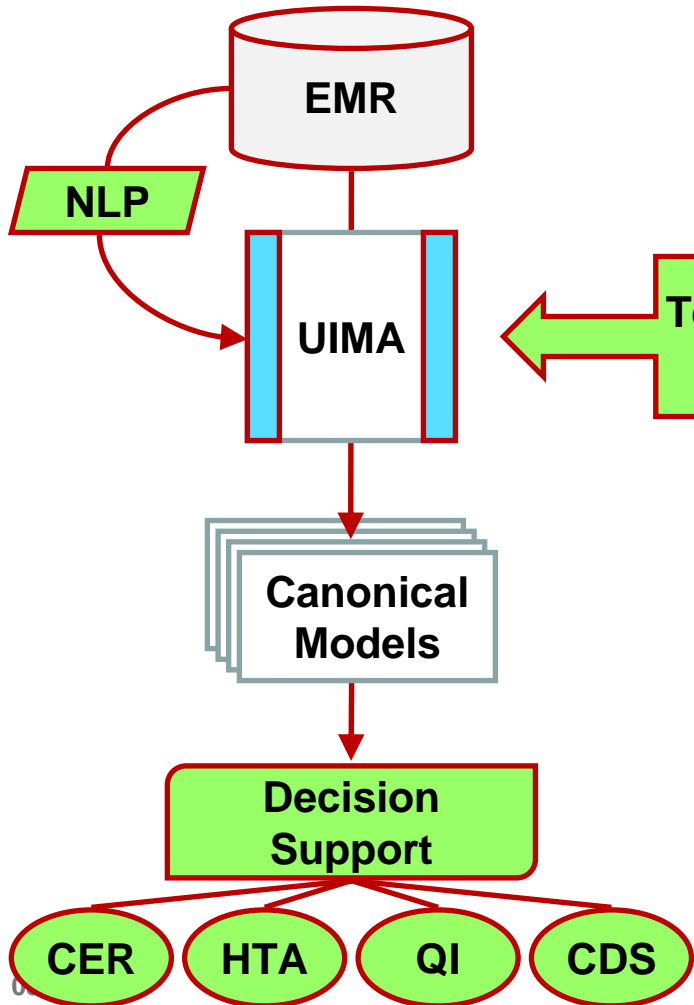 EMR
NLP
UIMA
Canonical
Models
Decision
Support
CER
HTA
QI
CDS